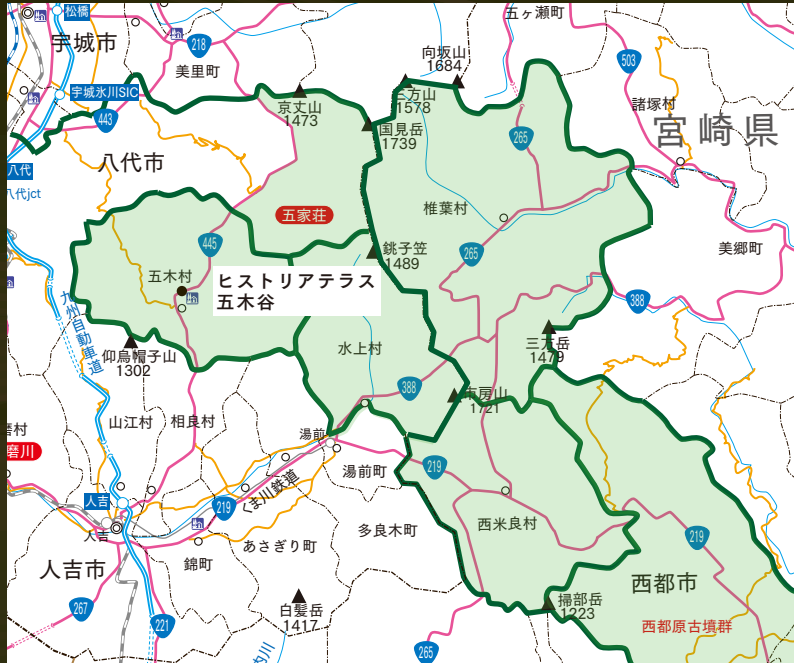 松橋
宇城市
218
美里町
五ヶ瀬町
向坂山
1684
503
宇城氷川SIC
443
京丈山
1473
三方山
1578
国見岳
1739
265
諸塚村
宮崎県
八代市
八代
八代jct
五家荘
椎葉村
445
銚子笠
1489
265
美郷町
五木村
ヒストリアテラス
五木谷
388
九州自動車道
仰烏帽子山
1302
水上村
三方岳
1479
388
市房山
1721
山江村
相良村
磨村
磨川
湯前
湯前町
219
くま川鉄道
人吉
219
西米良村
219
人吉
多良木町
あさぎり町
錦町
人吉市
西都市
白髪岳
1417
掃部岳
1223
西都原古墳群
267
221
265
川内